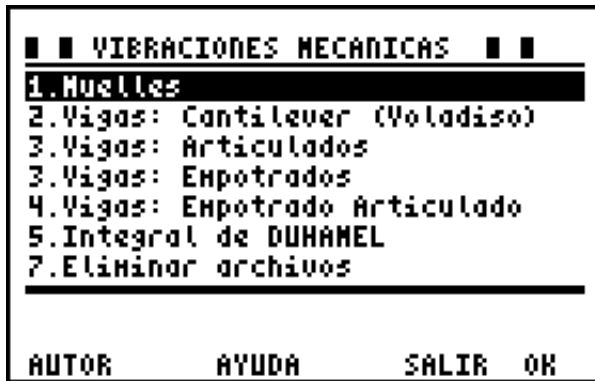 VIBRACIONES MECANICAS
1.Muelles
2.Vigas: Cantilever (Voladiso)
3.Vigas: Articulados
3.Vigas: Empotrados
4.Vigas: Empotrado Articulado
5.Integral de DUHAMEL
7.Eliminar archivos
AUTOR AYUDA SALIR OK